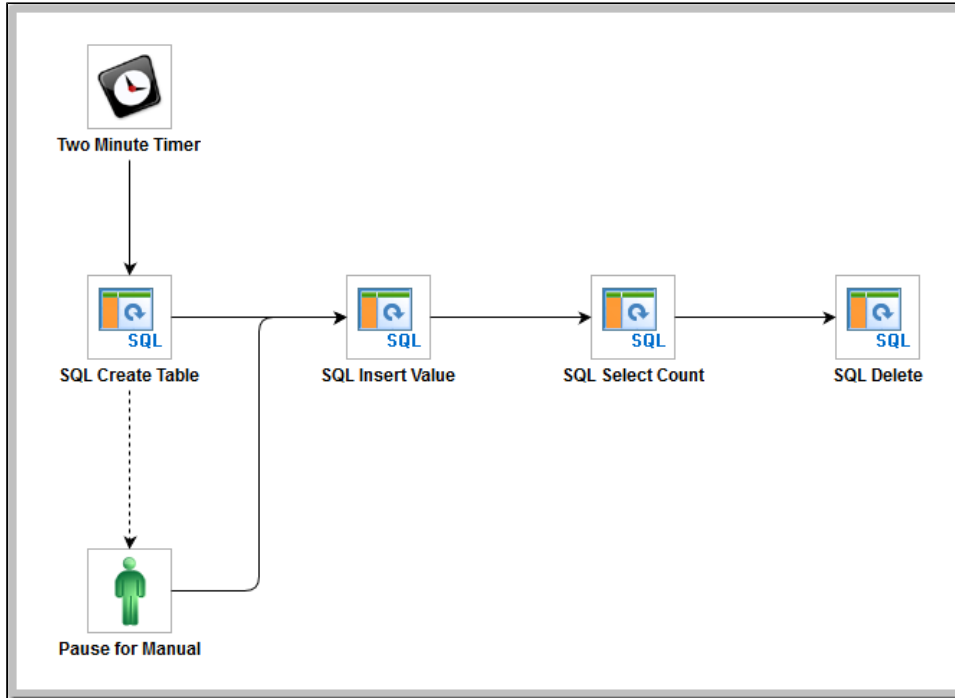 Two Minute Timer
SQL
SQL
SQL
SQL
SQL Create Table
SQL Insert Value
SQL Select Count
SQL Delete
Pause for Manual